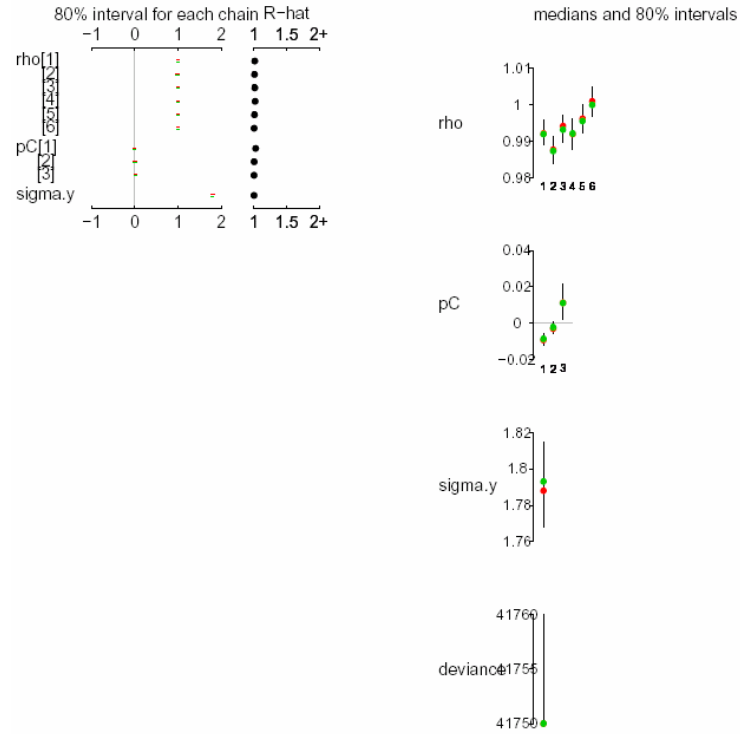 80% interval for each chain R−hat
−1 0 1 2 1 1.5 2+
rho[1]
[2]
[3]
[4]
[5]
[6]
pC[1]
[2]
[3]
sigma.y
−1 0 1 2 1 1.5 2+
medians and 80% intervals
1.01
1
rho
0.99
0.98
1 2 3 4 5 6
0.04
0.02
pC
0
−0.02
1 2 3
1.82
1.8
sigma.y
1.78
1.76
41760
deviance
41755
41750